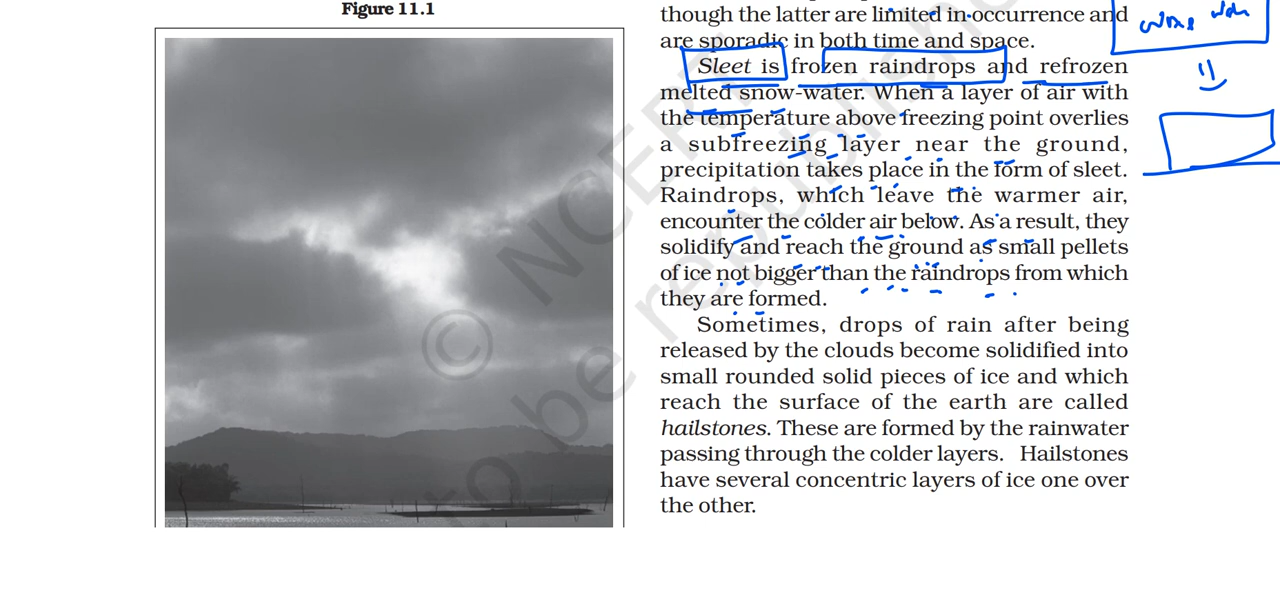 Figure 11.1
though the latter are limited in occurrence and
are sporadic in both time and space.
Sleet is frozen raindrops and refrozen
melted snow-water. When a layer of air with
the temperature above freezing point overlies
a subfreezing layer near the ground,
precipitation takes place in the form of sleet.
Raindrops, which leave the warmer air,
encounter the colder air below. As a result, they
solidify and reach the ground as small pellets
of ice not bigger than the raindrops from which
they are formed.
Sometimes, drops of rain after being
released by the clouds become solidified into
small rounded solid pieces of ice and which
reach the surface of the earth are called
hailstones. These are formed by the rainwater
passing through the colder layers. Hailstones
have several concentric layers of ice one over
the other.
© NCERT
to be republished